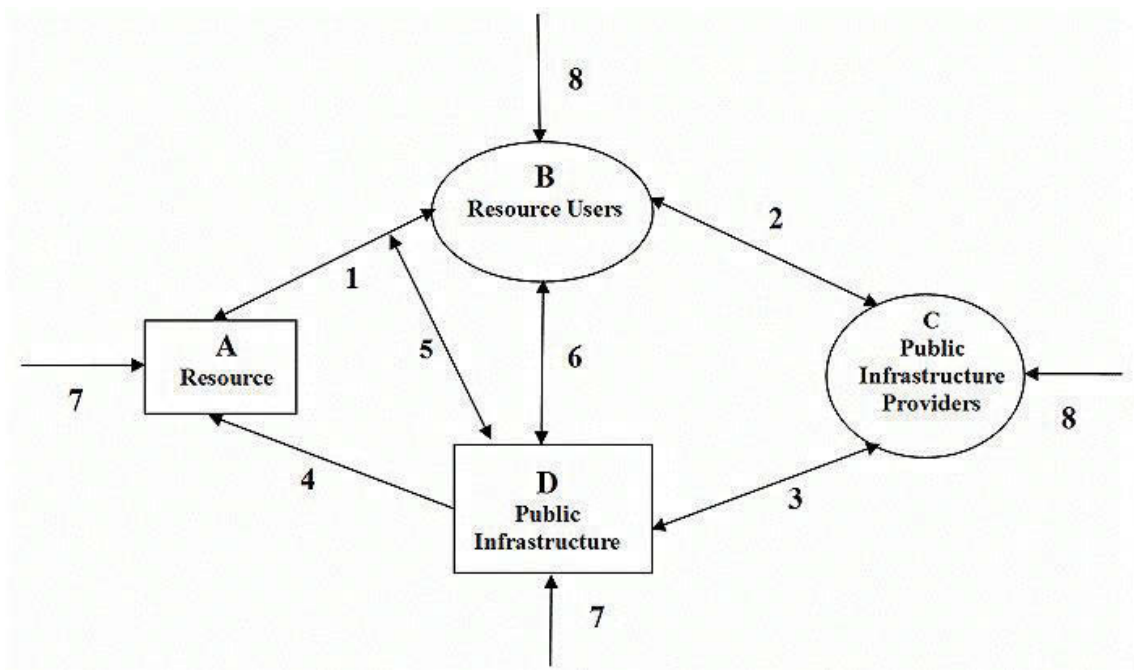 8
B
Resource Users
2
1
A
Resource
5
6
C
Public
Infrastructure
Providers
7
8
4
D
Public
Infrastructure
3
7